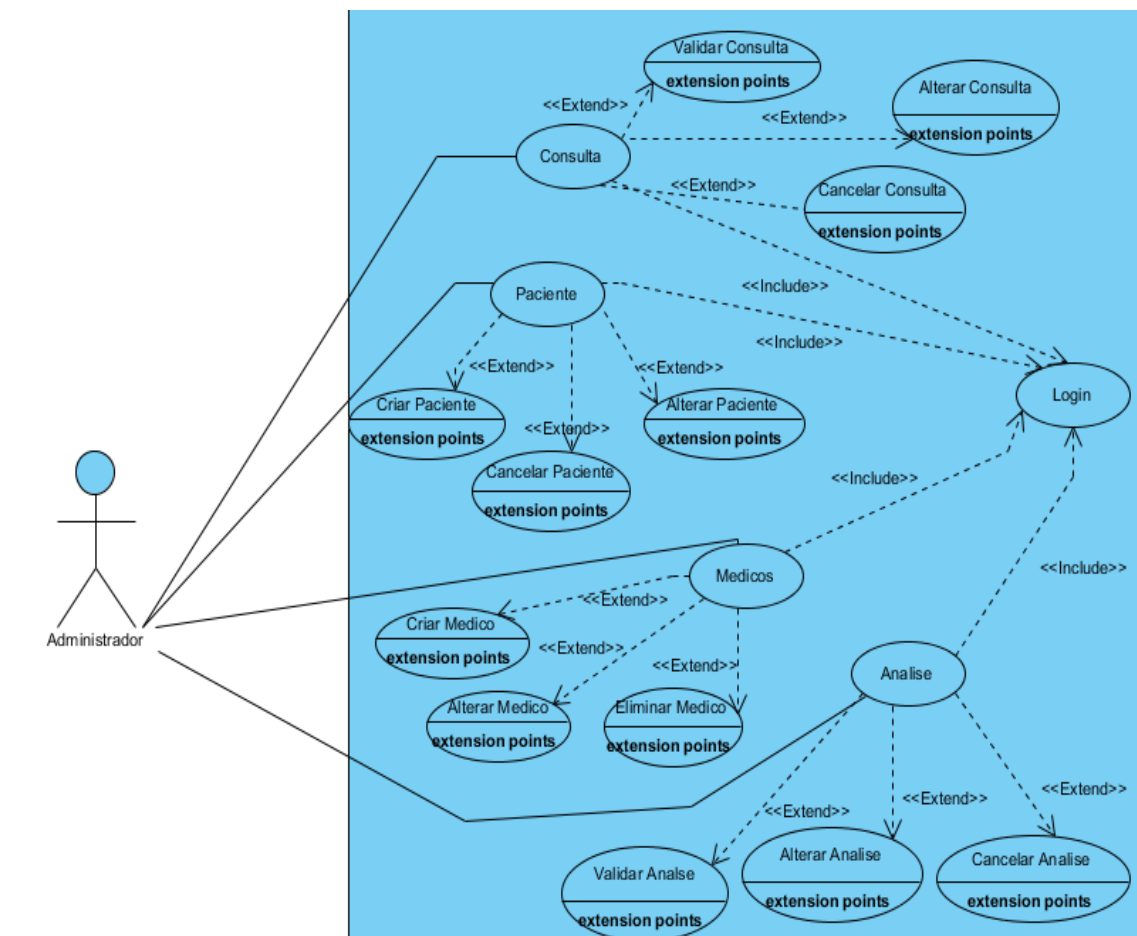 Validar Consulta
extension points
<<Extend>>
Alterar Consulta
<<Extend>>
extension points
Consulta
<<Extend>>
Cancelar Consulta
extension points
Paciente
<<Include>>
<<Include>>
<<Extend>>
<<Extend>>
Login
Criar Paciente
extension points
Alterar Paciente
extension points
<<Extend>>
Cancelar Paciente
extension points
<<Include>>
Medicos
<<Include>>
<<Extend>>
Criar Medico
extension points
Administrador
<<Extend>>
<<Extend>>
Analise
Alterar Medico
extension points
Eliminar Medico
extension points
<<Extend>>
<<Extend>>
<<Extend>>
Validar Analse
extension points
Alterar Analise
extension points
Cancelar Analise
extension points